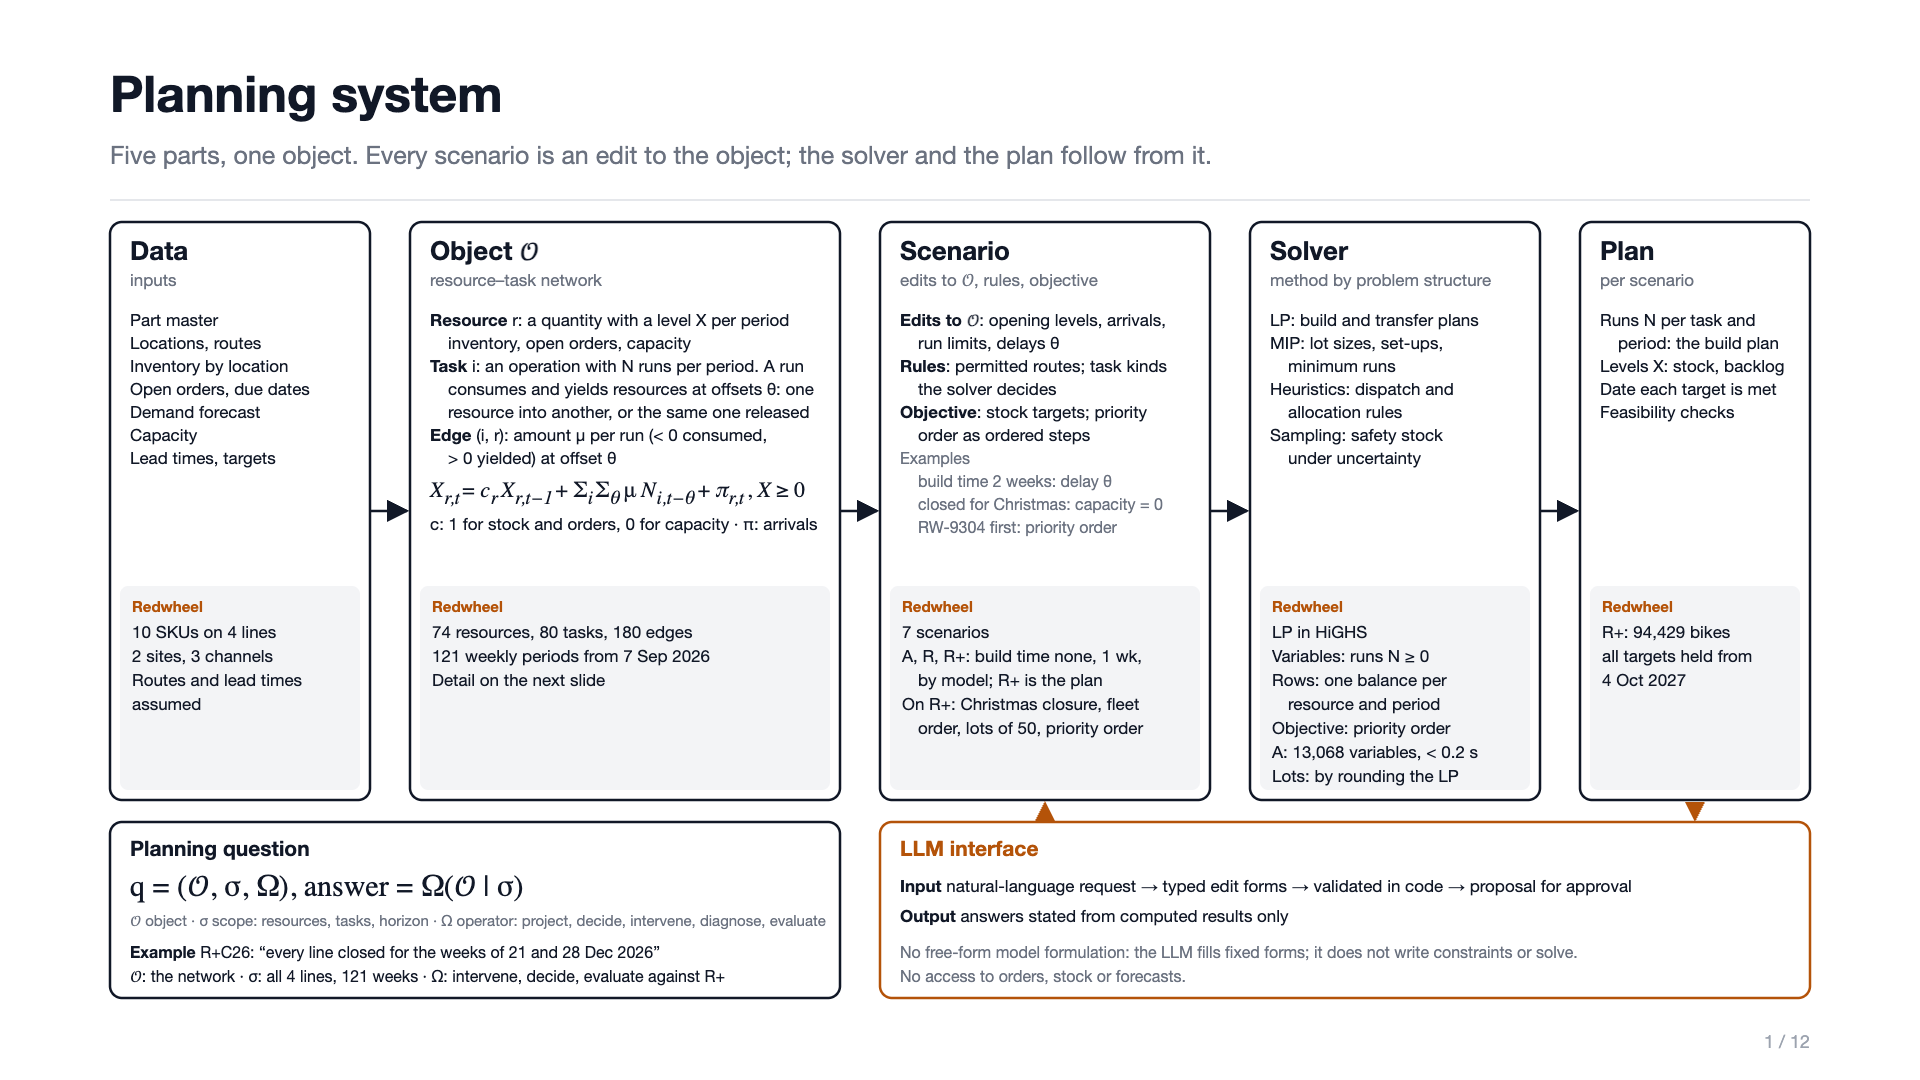 Planning system
Five parts, one object. Every scenario is an edit to the object; the solver and the plan follow from it.
Data
inputs
Part master
Locations, routes
Inventory by location
Open orders, due dates
Demand forecast
Capacity
Lead times, targets
Redwheel
10 SKUs on 4 lines
2 sites, 3 channels
Routes and lead times
assumed
Object 𝒪
resource–task network
Resource r: a quantity with a level X per period
inventory, open orders, capacity
Task i: an operation with N runs per period. A run
consumes and yields resources at offsets θ: one
resource into another, or the same one released
Edge (i, r): amount μ per run (< 0 consumed,
> 0 yielded) at offset θ
X_{r,t} = c_r X_{r,t−1} + Σ_i Σ_θ μ N_{i,t−θ} + π_{r,t}, X ≥ 0
c: 1 for stock and orders, 0 for capacity · π: arrivals
Redwheel
74 resources, 80 tasks, 180 edges
121 weekly periods from 7 Sep 2026
Detail on the next slide
Scenario
edits to 𝒪, rules, objective
Edits to 𝒪: opening levels, arrivals,
run limits, delays θ
Rules: permitted routes; task kinds
the solver decides
Objective: stock targets; priority
order as ordered steps
Examples
build time 2 weeks: delay θ
closed for Christmas: capacity = 0
RW-9304 first: priority order
Redwheel
7 scenarios
A, R, R+: build time none, 1 wk,
by model; R+ is the plan
On R+: Christmas closure, fleet
order, lots of 50, priority order
Solver
method by problem structure
LP: build and transfer plans
MIP: lot sizes, set-ups,
minimum runs
Heuristics: dispatch and
allocation rules
Sampling: safety stock
under uncertainty
Redwheel
LP in HiGHS
Variables: runs N ≥ 0
Rows: one balance per
resource and period
Objective: priority order
A: 13,068 variables, < 0.2 s
Lots: by rounding the LP
Plan
per scenario
Runs N per task and
period: the build plan
Levels X: stock, backlog
Date each target is met
Feasibility checks
Redwheel
R+: 94,429 bikes
all targets held from
4 Oct 2027
Planning question
q = (𝒪, σ, Ω), answer = Ω(𝒪 | σ)
𝒪 object · σ scope: resources, tasks, horizon · Ω operator: project, decide, intervene, diagnose, evaluate
Example R+C26: “every line closed for the weeks of 21 and 28 Dec 2026”
𝒪: the network · σ: all 4 lines, 121 weeks · Ω: intervene, decide, evaluate against R+
LLM interface
Input natural-language request → typed edit forms → validated in code → proposal for approval
Output answers stated from computed results only
No free-form model formulation: the LLM fills fixed forms; it does not write constraints or solve.
No access to orders, stock or forecasts.
1 / 12